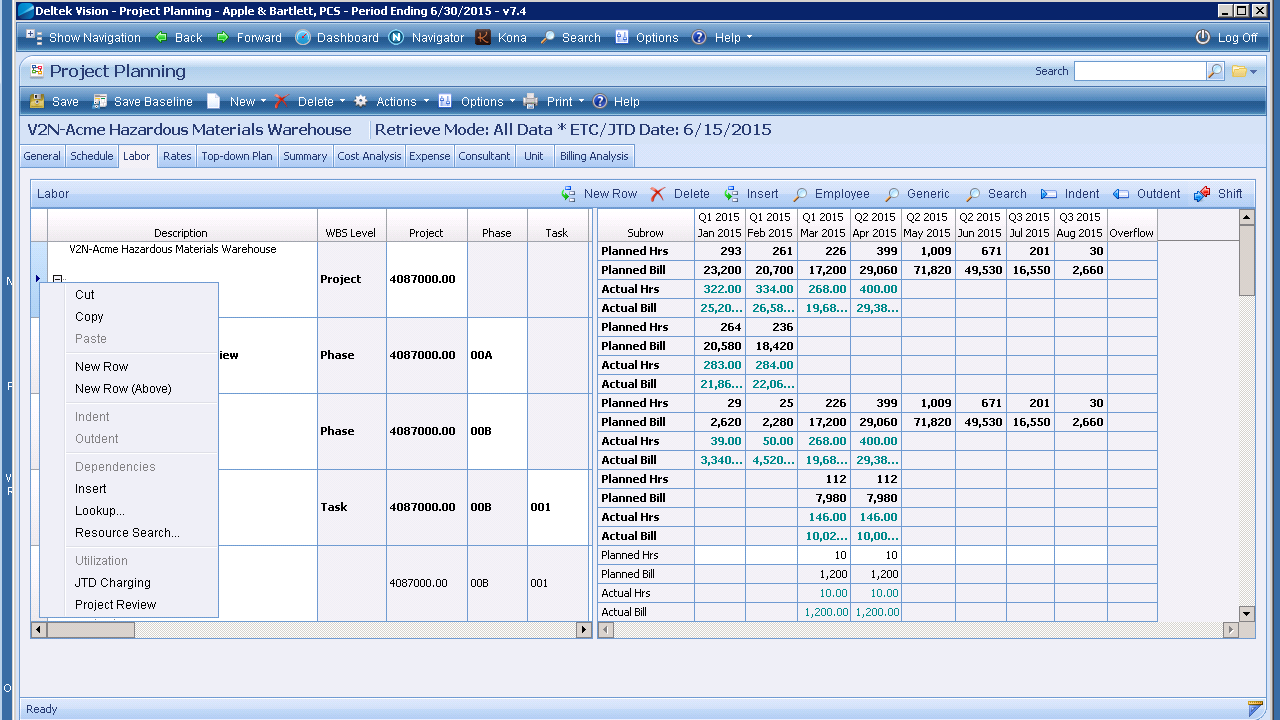 Deltek Vision - Project Planning - Apple & Bartlett, PCS - Period Ending 6/30/2015 - v7.4
Show Navigation Back Forward Dashboard Navigator Kona Search Options Help Log Off
Project Planning Search
Save Save Baseline New Delete Actions Options Print Help
V2N-Acme Hazardous Materials Warehouse Retrieve Mode: All Data * ETC/JTD Date: 6/15/2015
General Schedule Labor Rates Top-down Plan Summary Cost Analysis Expense Consultant Unit Billing Analysis
Labor New Row Delete Insert Employee Generic Search Indent Outdent Shift
Q1 2015 Q1 2015 Q1 2015 Q2 2015 Q2 2015 Q2 2015 Q3 2015 Q3 2015
Description WBS Level Project Phase Task Subrow Jan 2015 Feb 2015 Mar 2015 Apr 2015 May 2015 Jun 2015 Jul 2015 Aug 2015 Overflow
V2N-Acme Hazardous Materials Warehouse Planned Hrs 293 261 226 399 1,009 671 201 30
Planned Bill 23,200 20,700 17,200 29,060 71,820 49,530 16,550 2,660
Project 4087000.00
Actual Hrs 322.00 334.00 268.00 400.00
Cut
Actual Bill 25,20... 26,58... 19,68... 29,38...
Copy
Planned Hrs 264 236
Paste
Planned Bill 20,580 18,420
iew Phase 4087000.00 00A
New Row
Actual Hrs 283.00 284.00
New Row (Above)
Actual Bill 21,86... 22,06...
Planned Hrs 29 25 226 399 1,009 671 201 30
Indent
Planned Bill 2,620 2,280 17,200 29,060 71,820 49,530 16,550 2,660
Phase 4087000.00 00B
Outdent
Actual Hrs 39.00 50.00 268.00 400.00
Actual Bill 3,340... 4,520... 19,68... 29,38...
Dependencies
Planned Hrs 112 112
Insert
Planned Bill 7,980 7,980
Task 4087000.00 00B 001
Lookup...
Actual Hrs 146.00 146.00
Resource Search...
Actual Bill 10,02... 10,00...
Planned Hrs 10 10
Utilization
Planned Bill 1,200 1,200
JTD Charging 4087000.00 00B 001
Actual Hrs 10.00 10.00
Project Review
Actual Bill 1,200.00 1,200.00
Ready